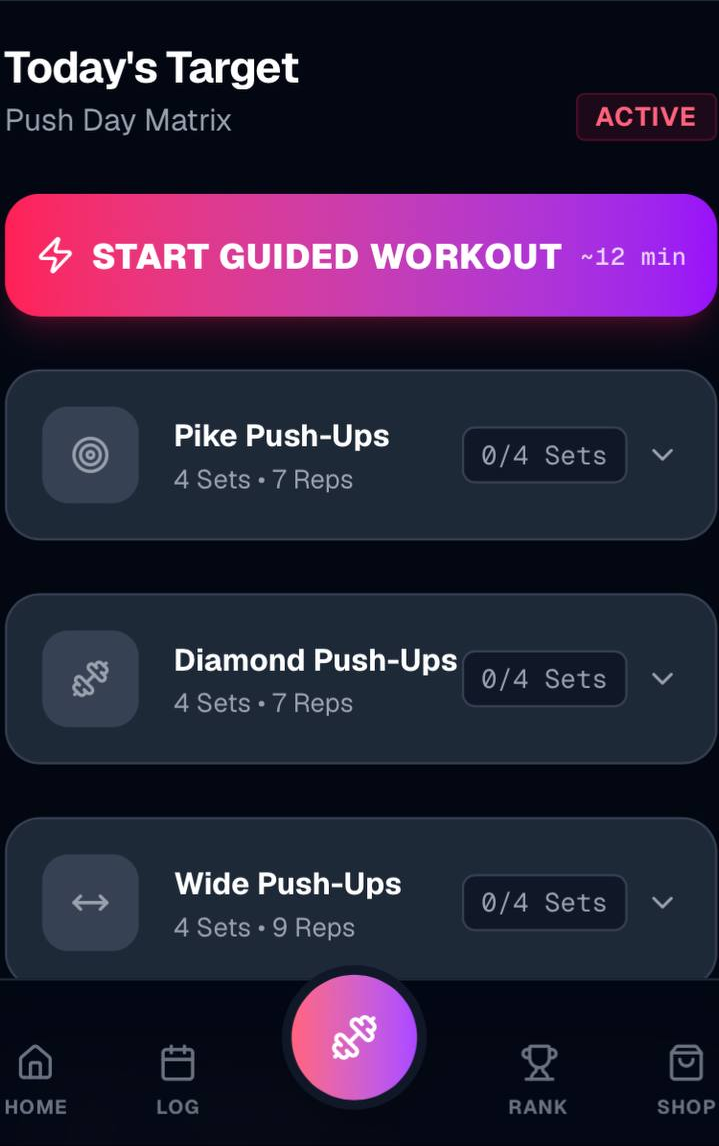 Today's Target
Push Day Matrix
ACTIVE
START GUIDED WORKOUT ~12 min
Pike Push-Ups
4 Sets • 7 Reps
0/4 Sets
Diamond Push-Ups
4 Sets • 7 Reps
0/4 Sets
Wide Push-Ups
4 Sets • 9 Reps
0/4 Sets
HOME
LOG
RANK
SHOP